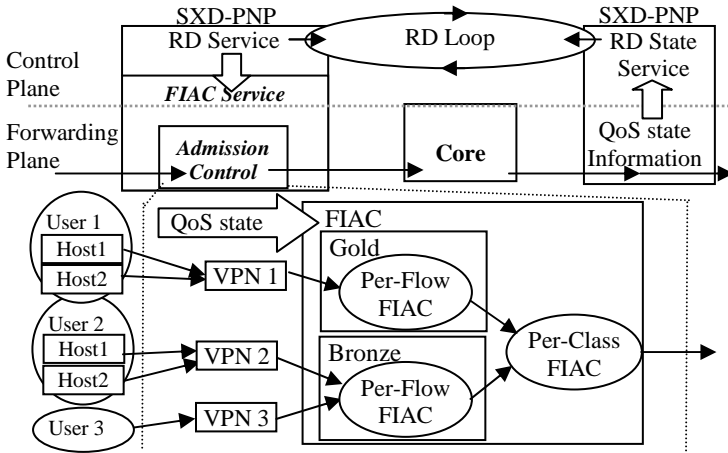 SXD-PNP
SXD-PNP
RD Service
RD Loop
RD State
Service
Control
Plane
FIAC Service
Forwarding
Plane
Admission
Control
Core
QoS state
Information
User 1
Host1
Host2
QoS state
FIAC
Gold
VPN 1
Per-Flow
FIAC
User 2
Host1
Host2
VPN 2
Bronze
Per-Flow
FIAC
Per-Class
FIAC
User 3
VPN 3